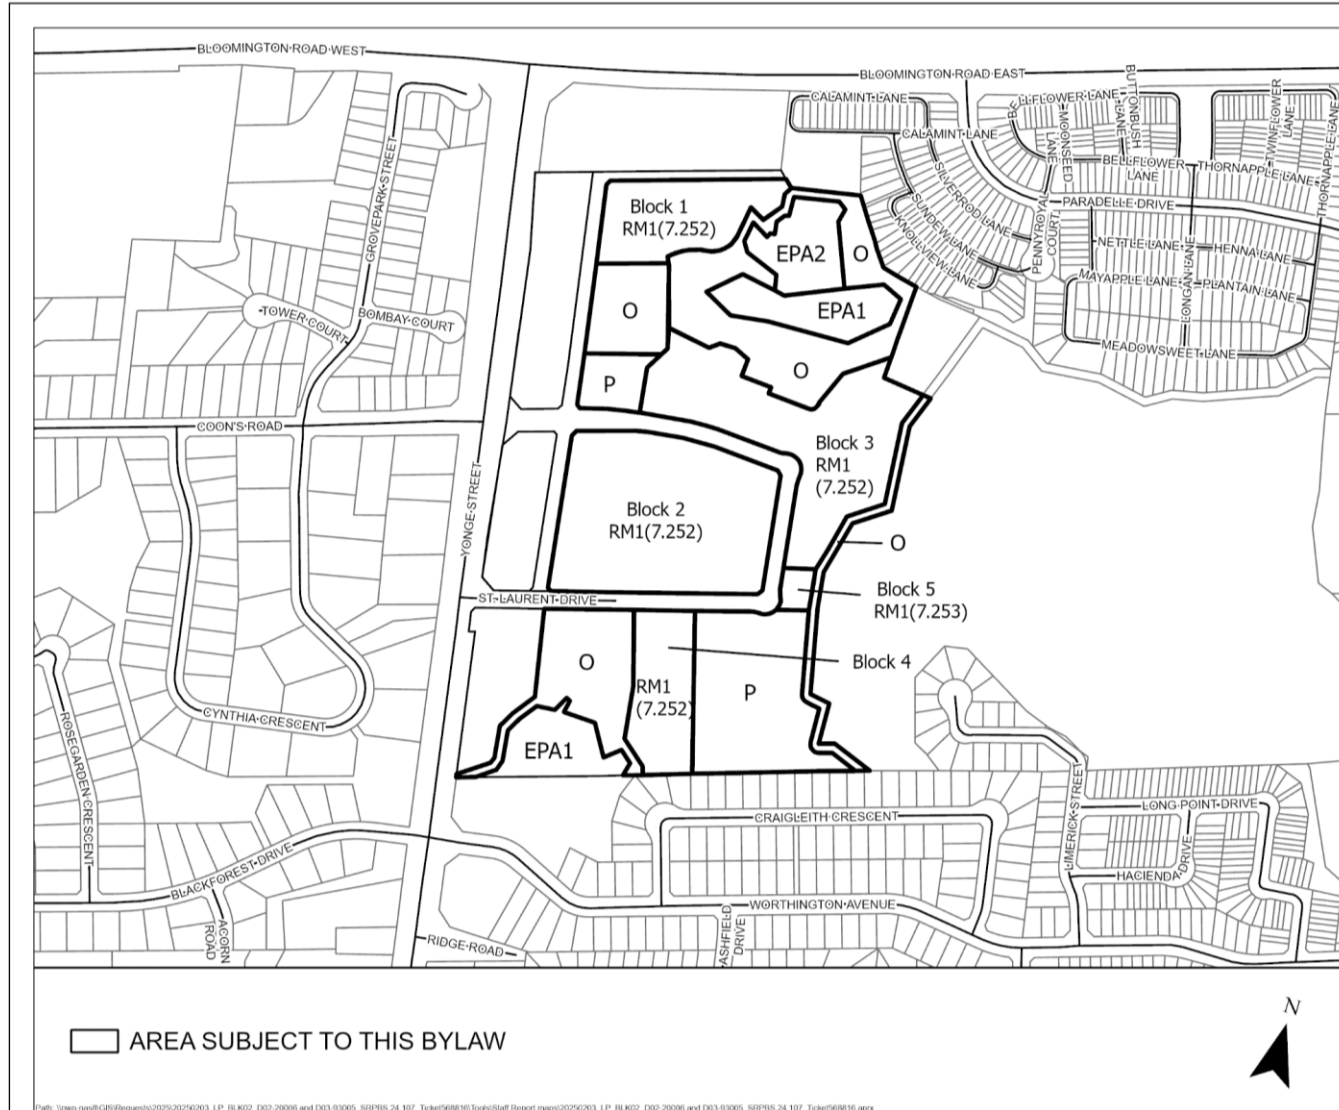 BLOOMINGTON ROAD WEST
BLOOMINGTON ROAD EAST
CALAMINT LANE
CALAMINT LANE
BELLFLOWER LANE
BUTTONBUSH
LANE
MOONSEED
LANE
TWINFLOWER
LANE
THORNAPPLE LANE
BELLFLOWER
LANE
THORNAPPLE LANE
SILVERROD LANE
SUNDEW LANE
KNOLLVIEW LANE
PENNYROYAL
COURT
PARADELLE DRIVE
NETTLE LANE
HENNA LANE
LONGAN LANE
MAYAPPLE LANE
PLANTAIN LANE
MEADOWSWEET LANE
GROVEPARK STREET
TOWER COURT
BOMBAY COURT
COON'S ROAD
YONGE STREET
CYNTHIA CRESCENT
ROSEGARDEN CRESCENT
BLACKFOREST DRIVE
ACORN
ROAD
RIDGE ROAD
ST. LAURENT DRIVE
Block 1
RM1(7.252)
EPA2
O
EPA1
O
O
P
Block 3
RM1
(7.252)
Block 2
RM1(7.252)
O
Block 5
RM1(7.253)
Block 4
O
RM1
(7.252)
P
EPA1
CRAIGLEITH CRESCENT
WORTHINGTON AVENUE
ASHFIELD
DRIVE
LIMERICK STREET
LONG POINT DRIVE
HACIENDA DRIVE
N
AREA SUBJECT TO THIS BYLAW